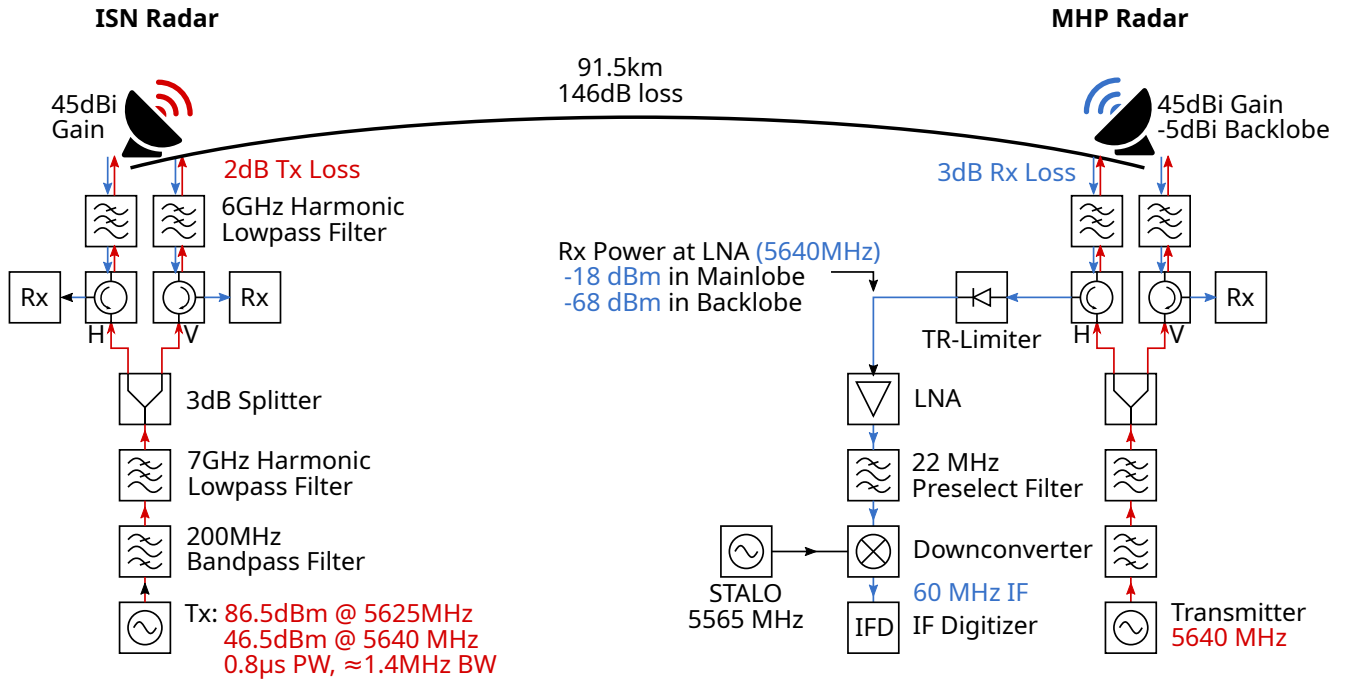 ISN Radar
MHP Radar
91.5km
146dB loss
45dBi
Gain
45dBi Gain
-5dBi Backlobe
2dB Tx Loss
3dB Rx Loss
6GHz Harmonic
Lowpass Filter
Rx Power at LNA (5640MHz)
-18 dBm in Mainlobe
-68 dBm in Backlobe
Rx
Rx
Rx
H
V
TR-Limiter
H
V
3dB Splitter
LNA
7GHz Harmonic
Lowpass Filter
22 MHz
Preselect Filter
200MHz
Bandpass Filter
Downconverter
STALO
5565 MHz
60 MHz IF
IFD
IF Digitizer
Tx: 86.5dBm @ 5625MHz
46.5dBm @ 5640 MHz
0.8µs PW, ≈1.4MHz BW
Transmitter
5640 MHz